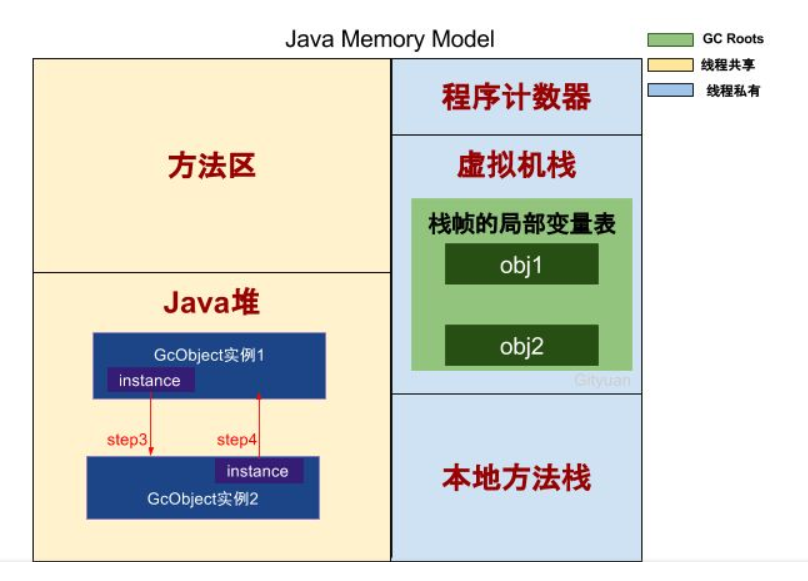 Java Memory Model
GC Roots
线程共享
线程私有
方法区
程序计数器
虚拟机栈
栈帧的局部变量表
obj1
obj2
Gityuan
Java堆
GcObject实例1
instance
step3
step4
instance
GcObject实例2
本地方法栈